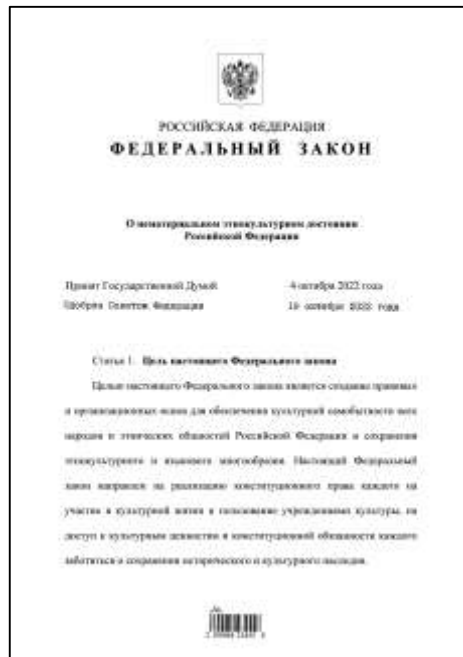 РОССИЙСКАЯ ФЕДЕРАЦИЯ
ФЕДЕРАЛЬНЫЙ ЗАКОН
О нематериальном этнокультурном достоянии
Российской Федерации
Принят Государственной Думой 4 октября 2022 года
Одобрен Советом Федерации октября 2022 года
Статья 1. Цель настоящего Федерального закона
Целью настоящего Федерального закона является создание правовых
и организационных основ для обеспечения культурной самобытности всех
народов и этнических общностей Российской Федерации и сохранения
этнокультурного и языкового многообразия. Настоящий Федеральный
закон направлен на реализацию конституционного права каждого на
участие в культурной жизни и пользование учреждениями культуры, на
доступ к культурным ценностям и конституционной обязанности каждого
заботиться о сохранении исторического и культурного наследия.